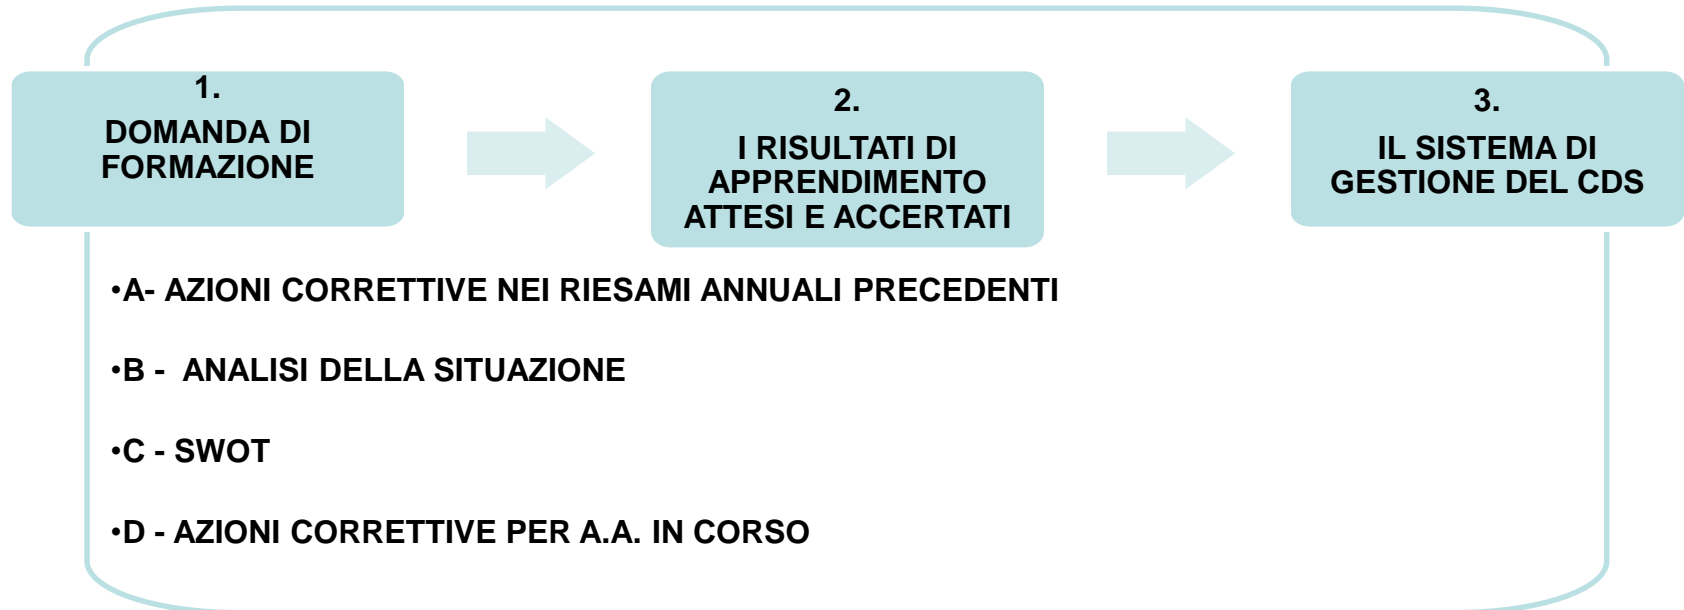 1.
DOMANDA DI
FORMAZIONE
2.
I RISULTATI DI
APPRENDIMENTO
ATTESI E ACCERTATI
3.
IL SISTEMA DI
GESTIONE DEL CDS
•A- AZIONI CORRETTIVE NEI RIESAMI ANNUALI PRECEDENTI
•B - ANALISI DELLA SITUAZIONE
•C - SWOT
•D - AZIONI CORRETTIVE PER A.A. IN CORSO